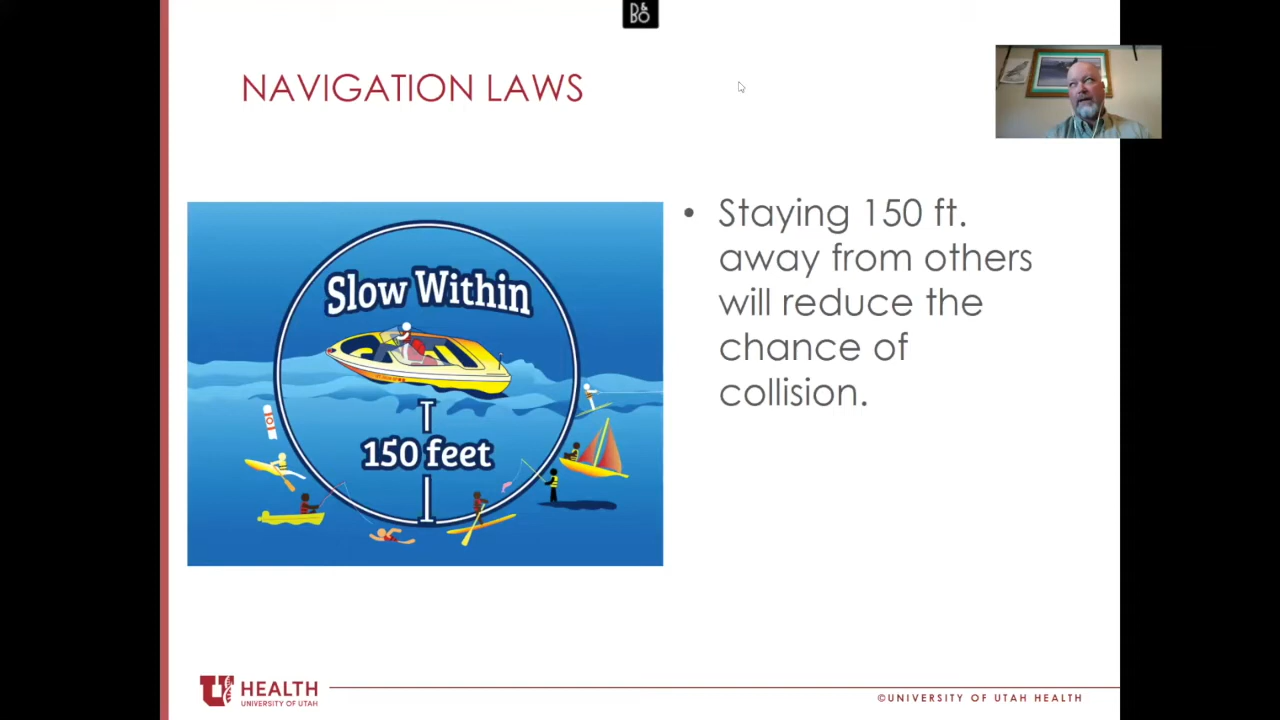 B&O
NAVIGATION LAWS
Slow Within
150 feet
• Staying 150 ft.
away from others
will reduce the
chance of
collision.
U HEALTH
UNIVERSITY OF UTAH
©UNIVERSITY OF UTAH HEALTH